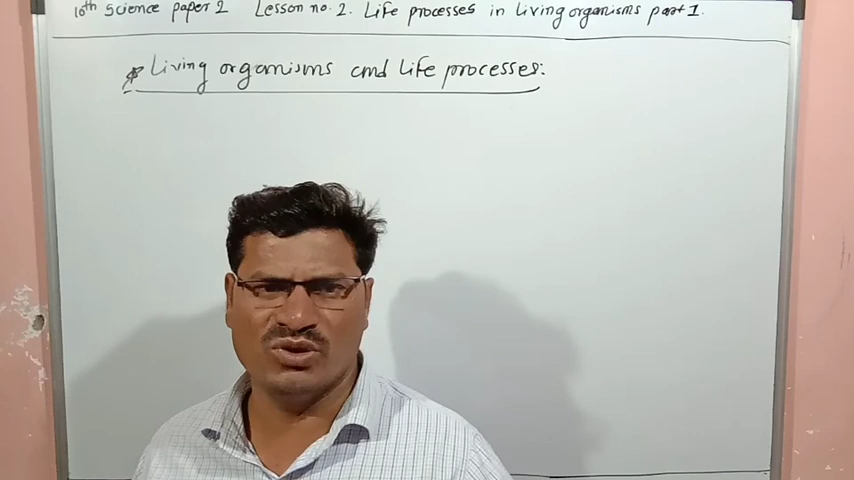 10th Science paper 2 Lesson no. 2. Life processes in living organisms part 1.
* Living organisms and Life processes: